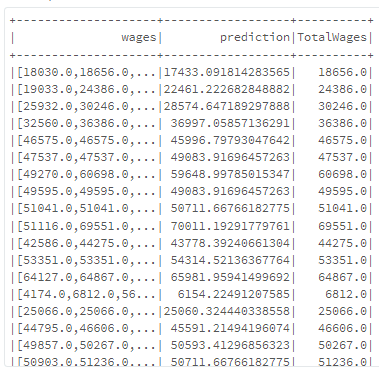 +--------------------+------------------+----------+
|               wages|        prediction|TotalWages|
+--------------------+------------------+----------+
|[18030.0,18656.0,...|17433.091814283565|   18656.0|
|[19033.0,24386.0,...|22461.222682848882|   24386.0|
|[25932.0,30246.0,...|28574.647189297888|   30246.0|
|[32560.0,36386.0,...| 36997.05857136291|   36386.0|
|[46575.0,46575.0,...| 45996.79793047642|   46575.0|
|[47537.0,47537.0,...| 49083.91696457263|   47537.0|
|[49270.0,60698.0,...| 59648.99785015347|   60698.0|
|[49595.0,49595.0,...| 49083.91696457263|   49595.0|
|[51041.0,51041.0,...| 50711.66766182775|   51041.0|
|[51116.0,69551.0,...| 70011.19291779761|   69551.0|
|[42586.0,44275.0,...| 43778.39240661304|   44275.0|
|[53351.0,53351.0,...| 54314.52136367764|   53351.0|
|[64127.0,64867.0,...| 65981.95941499692|   64867.0|
|[4174.0,6812.0,56...| 6154.22491207585|    6812.0|
|[25066.0,25066.0,...|25060.324440338558|   25066.0|
|[44795.0,46606.0,...| 45591.21494196074|   46606.0|
|[49857.0,50267.0,...| 50593.41296856323|   50267.0|
|[50903.0,51236.0,...| 50711.66766182775|   51236.0|